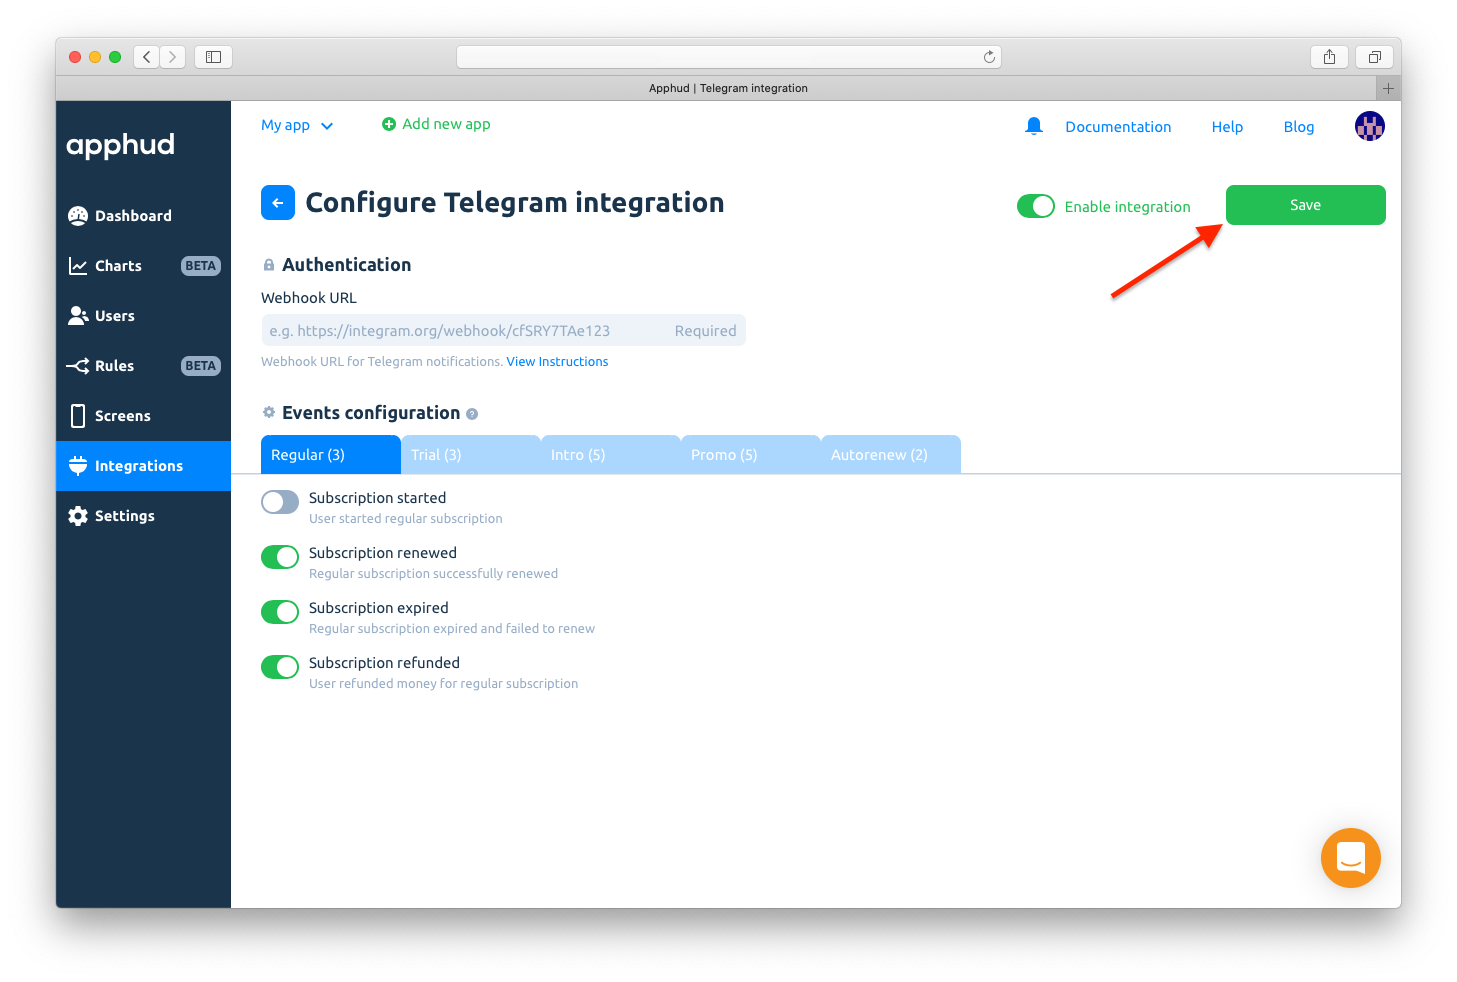 Apphud | Telegram integration
apphud
My app
Add new app
Documentation
Help
Blog
Dashboard
Charts BETA
Users
Rules BETA
Screens
Integrations
Settings
Configure Telegram integration
Enable integration
Save
Authentication
Webhook URL
e.g. https://integram.org/webhook/cfSRY7TAe123 Required
Webhook URL for Telegram notifications. View Instructions
Events configuration ?
Regular (3) Trial (3) Intro (5) Promo (5) Autorenew (2)
Subscription started
User started regular subscription
Subscription renewed
Regular subscription successfully renewed
Subscription expired
Regular subscription expired and failed to renew
Subscription refunded
User refunded money for regular subscription